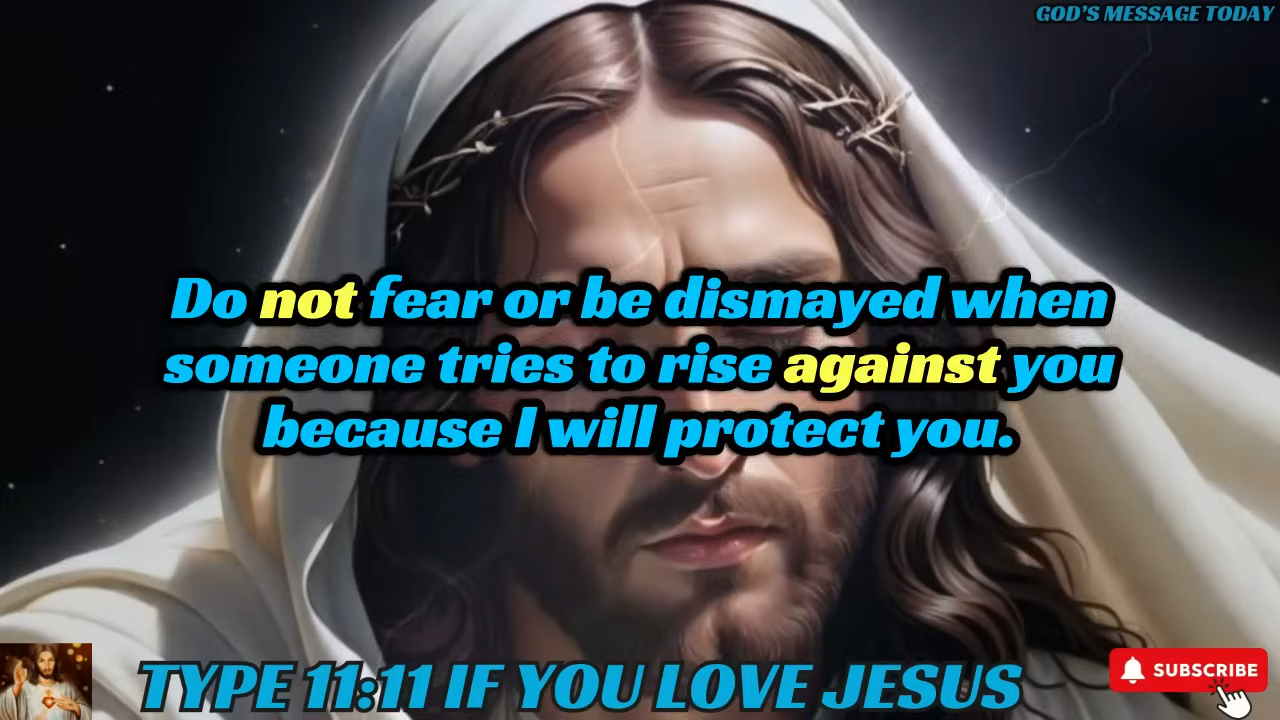 GOD'S MESSAGE TODAY
Do not fear or be dismayed when
someone tries to rise against you
because I will protect you.
TYPE 11:11 IF YOU LOVE JESUS
SUBSCRIBE